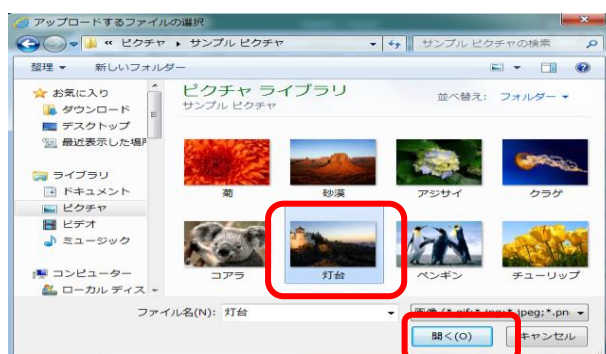 アップロードするファイルの選択
« ピクチャ ▸ サンプル ピクチャ
サンプル ピクチャの検索
整理 ▼ 新しいフォルダー
お気に入り
ダウンロード
デスクトップ
最近表示した場所
ライブラリ
ドキュメント
ピクチャ
ビデオ
ミュージック
コンピューター
ローカル ディス
ピクチャ ライブラリ
サンプル ピクチャ
並べ替え: フォルダー ▼
菊 砂漠 アジサイ クラゲ
コアラ 灯台 ペンギン チューリップ
ファイル名(N): 灯台
開く(O) キャンセル